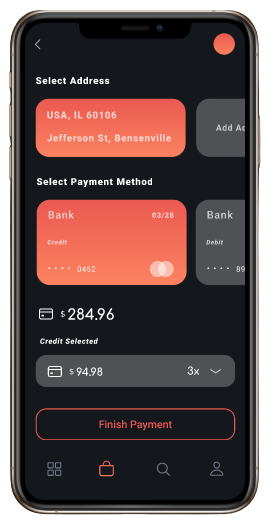 Select Address
USA, IL 60106
Jefferson St, Bensenville
Add Ac
Select Payment Method
Bank 03/28
Credit
•••• 0452
Bank
Debit
•••• 89
$ 284.96
Credit Selected
$ 94.98 3x
Finish Payment